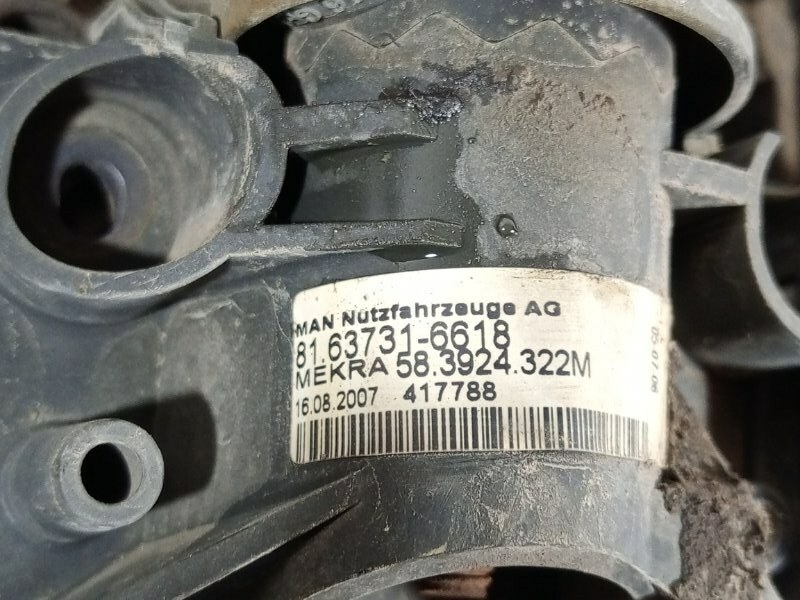 MAN Nutzfahrzeuge AG
81.63731-6618
MEKRA 58.3924.322M
16.08.2007 417788